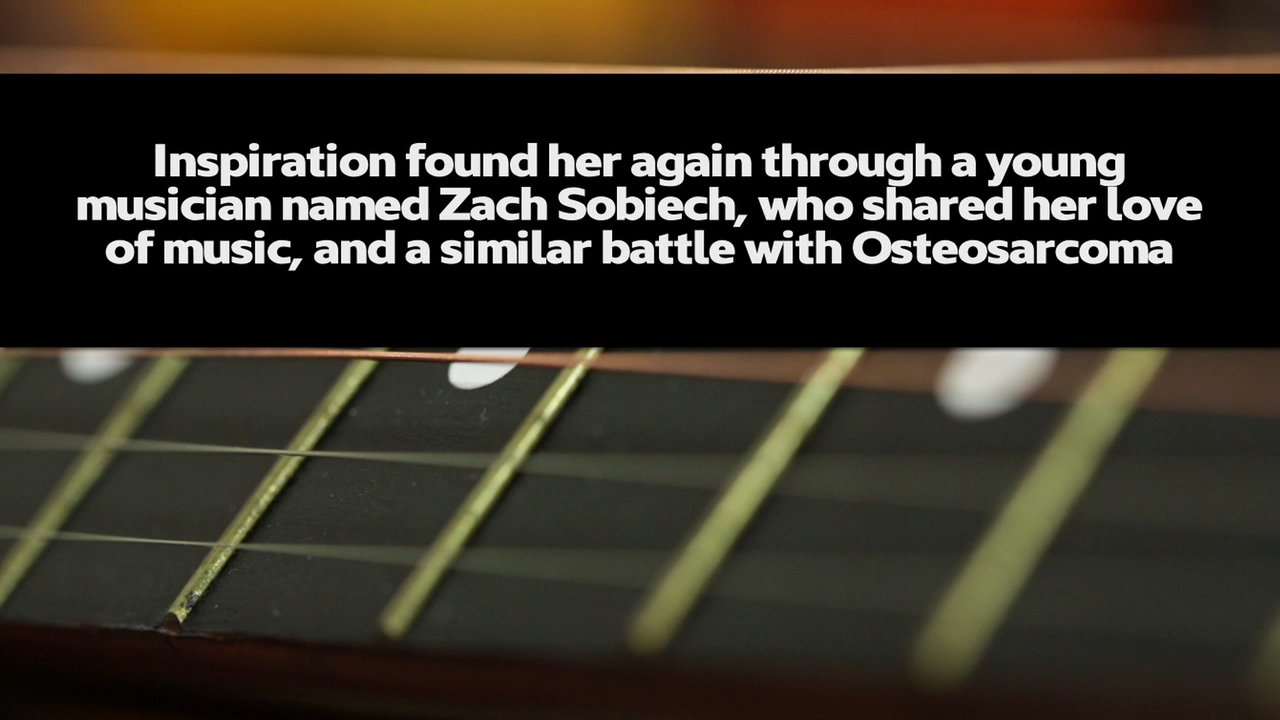 Inspiration found her again through a young
musician named Zach Sobiech, who shared her love
of music, and a similar battle with Osteosarcoma